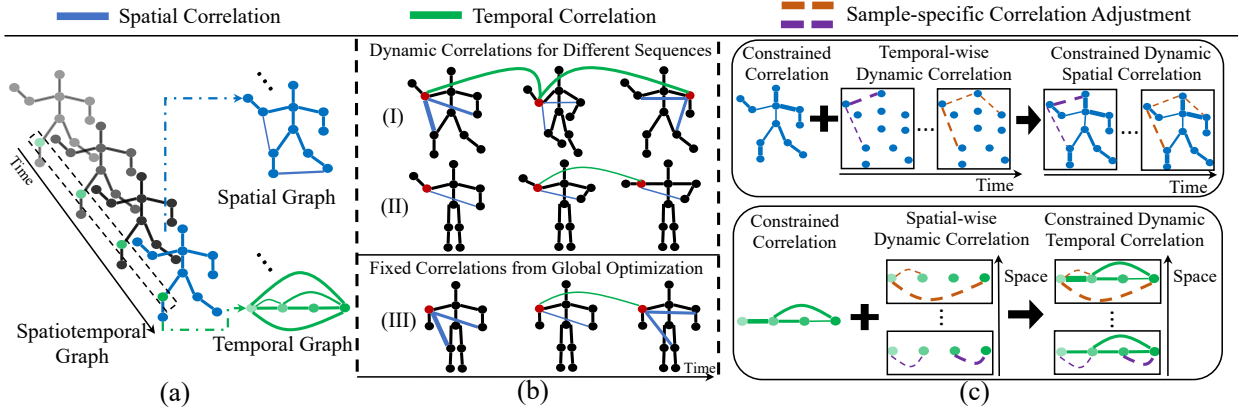 Spatial Correlation
Temporal Correlation
Sample-specific Correlation Adjustment
Time
Spatiotemporal
Graph
Spatial Graph
Temporal Graph
(a)
Dynamic Correlations for Different Sequences
(I)
(II)
Fixed Correlations from Global Optimization
(III)
Time
(b)
Constrained
Correlation
Temporal-wise
Dynamic Correlation
Constrained Dynamic
Spatial Correlation
Time
Time
Constrained
Correlation
Spatial-wise
Dynamic Correlation
Constrained Dynamic
Temporal Correlation
Space
Space
(c)